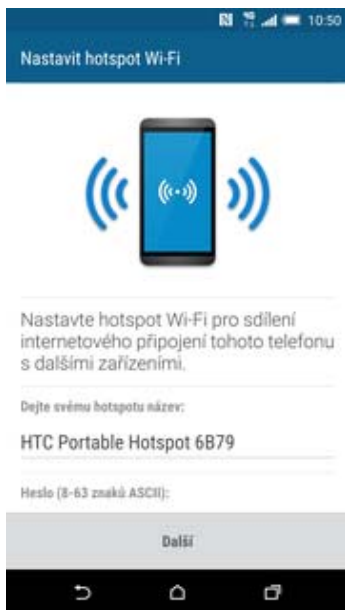 10:50
Nastavit hotspot Wi-Fi
Nastavte hotspot Wi-Fi pro sdílení
internetového připojení tohoto telefonu
s dalšími zařízeními.
Dejte svému hotspotu název:
HTC Portable Hotspot 6B79
Heslo (8-63 znaků ASCII):
Další